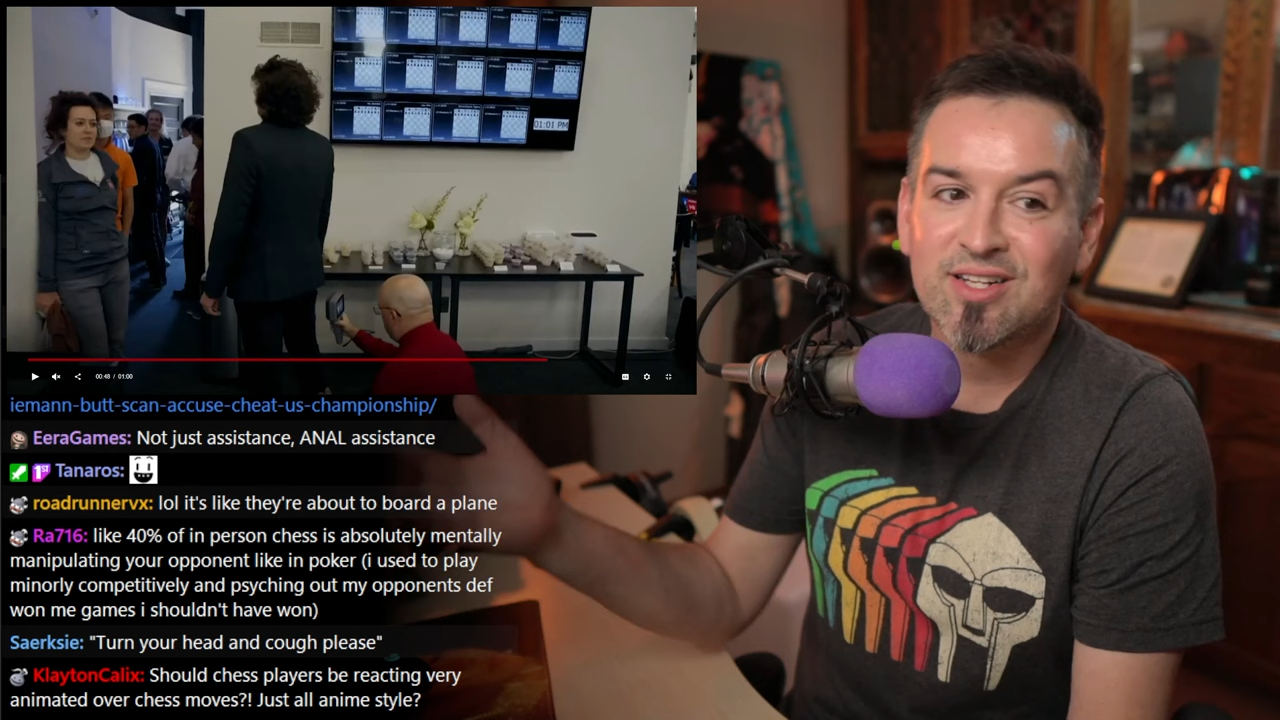 01:01 PM
00:48 / 01:00
iemann-butt-scan-accuse-cheat-us-championship/
EeraGames: Not just assistance, ANAL assistance
1st Tanaros:
roadrunnervx: lol it's like they're about to board a plane
Ra716: like 40% of in person chess is absolutely mentally
manipulating your opponent like in poker (i used to play
minorly competitively and psyching out my opponents def
won me games i shouldn't have won)
Saerksie: "Turn your head and cough please"
KlaytonCalix: Should chess players be reacting very
animated over chess moves?! Just all anime style?